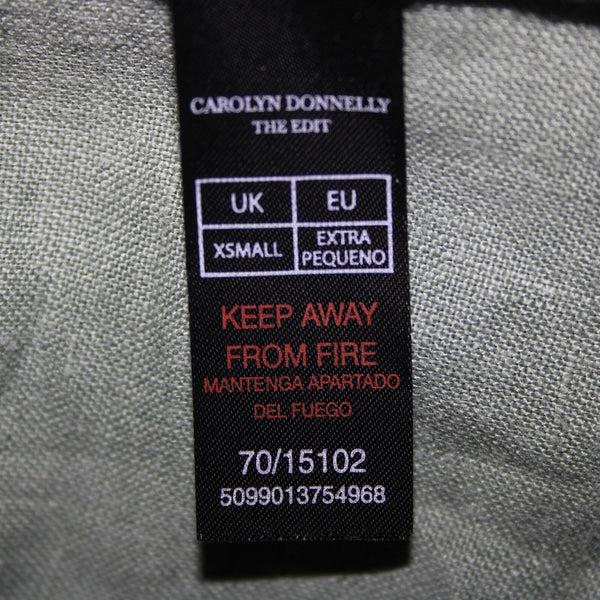 CAROLYN DONNELLY
THE EDIT
UK EU
XSMALL EXTRA PEQUENO
KEEP AWAY
FROM FIRE
MANTENGA APARTADO
DEL FUEGO
70/15102
5099013754968